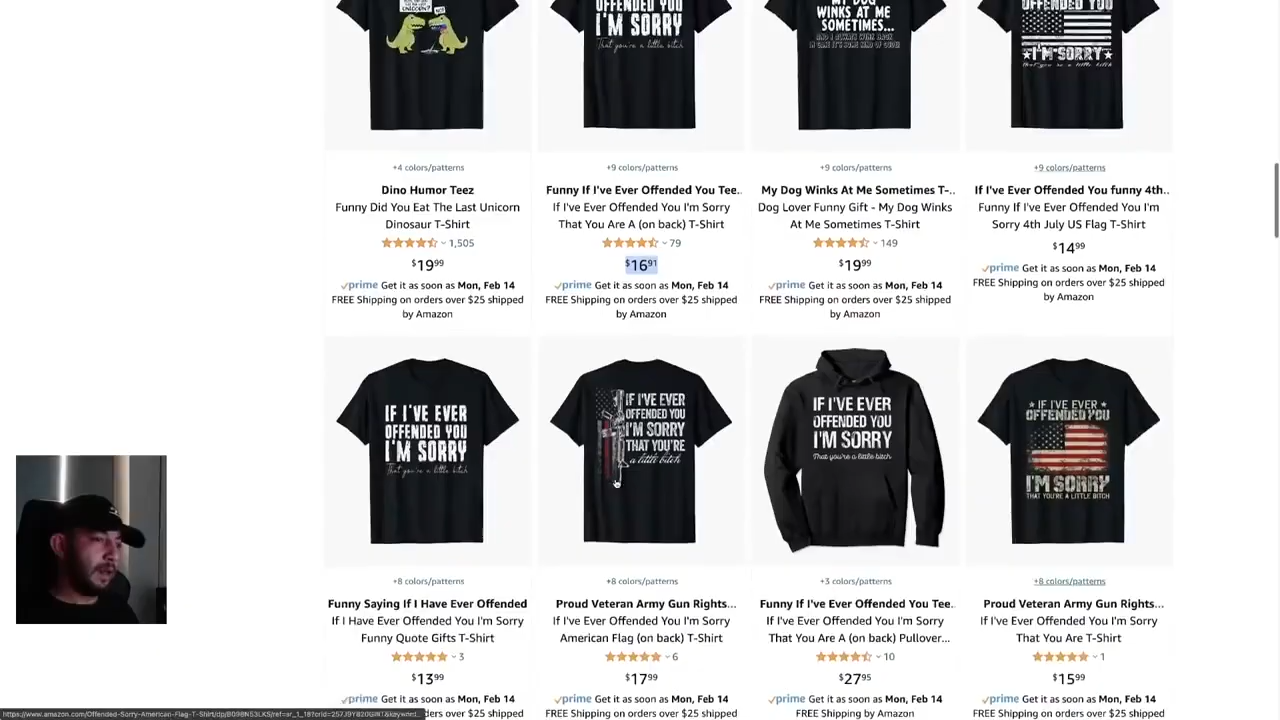 UNICORN?
OFFENDED YOU
I'M SORRY
That you're a little bitch
MY DOG
WINKS AT ME
SOMETIMES...
AND I ALWAYS WINK BACK
IN CASE IT'S SOME KIND OF CODE
OFFENDED YOU
I'M SORRY
that you're a little bitch
+4 colors/patterns
+9 colors/patterns
+9 colors/patterns
+9 colors/patterns
Dino Humor Teez
Funny If I've Ever Offended You Tee..
My Dog Winks At Me Sometimes T-..
If I've Ever Offended You funny 4th..
Funny Did You Eat The Last Unicorn
Dinosaur T-Shirt
If I've Ever Offended You I'm Sorry
That You Are A (on back) T-Shirt
Dog Lover Funny Gift - My Dog Winks
At Me Sometimes T-Shirt
Funny If I've Ever Offended You I'm
Sorry 4th July US Flag T-Shirt
1,505
79
149
$19.99
$16.91
$19.99
$14.99
prime Get it as soon as Mon, Feb 14
FREE Shipping on orders over $25 shipped
by Amazon
prime Get it as soon as Mon, Feb 14
FREE Shipping on orders over $25 shipped
by Amazon
prime Get it as soon as Mon, Feb 14
FREE Shipping on orders over $25 shipped
by Amazon
prime Get it as soon as Mon, Feb 14
FREE Shipping on orders over $25 shipped
by Amazon
IF I'VE EVER
OFFENDED YOU
I'M SORRY
That you're a little bitch
IF I'VE EVER
OFFENDED YOU
I'M SORRY
THAT YOU'RE
a little bitch
IF I'VE EVER
OFFENDED YOU
I'M SORRY
That you're a little bitch
IF I'VE EVER
OFFENDED YOU
I'M SORRY
THAT YOU'RE A LITTLE BITCH
+8 colors/patterns
+8 colors/patterns
+3 colors/patterns
+8 colors/patterns
Funny Saying If I Have Ever Offended
Proud Veteran Army Gun Rights...
Funny If I've Ever Offended You Tee..
Proud Veteran Army Gun Rights...
If I Have Ever Offended You I'm Sorry
Funny Quote Gifts T-Shirt
If I've Ever Offended You I'm Sorry
American Flag (on back) T-Shirt
If I've Ever Offended You I'm Sorry
That You Are A (on back) Pullover...
If I've Ever Offended You I'm Sorry
That You Are T-Shirt
3
6
10
1
$13.99
$17.99
$27.95
$15.99
prime Get it as soon as Mon, Feb 14
prime Get it as soon as Mon, Feb 14
prime Get it as soon as Mon, Feb 14
prime Get it as soon as Mon, Feb 14
$25 shipped
FREE Shipping on orders over $25 shipped
FREE Shipping by Amazon
FREE Shipping on orders over $25 shipped